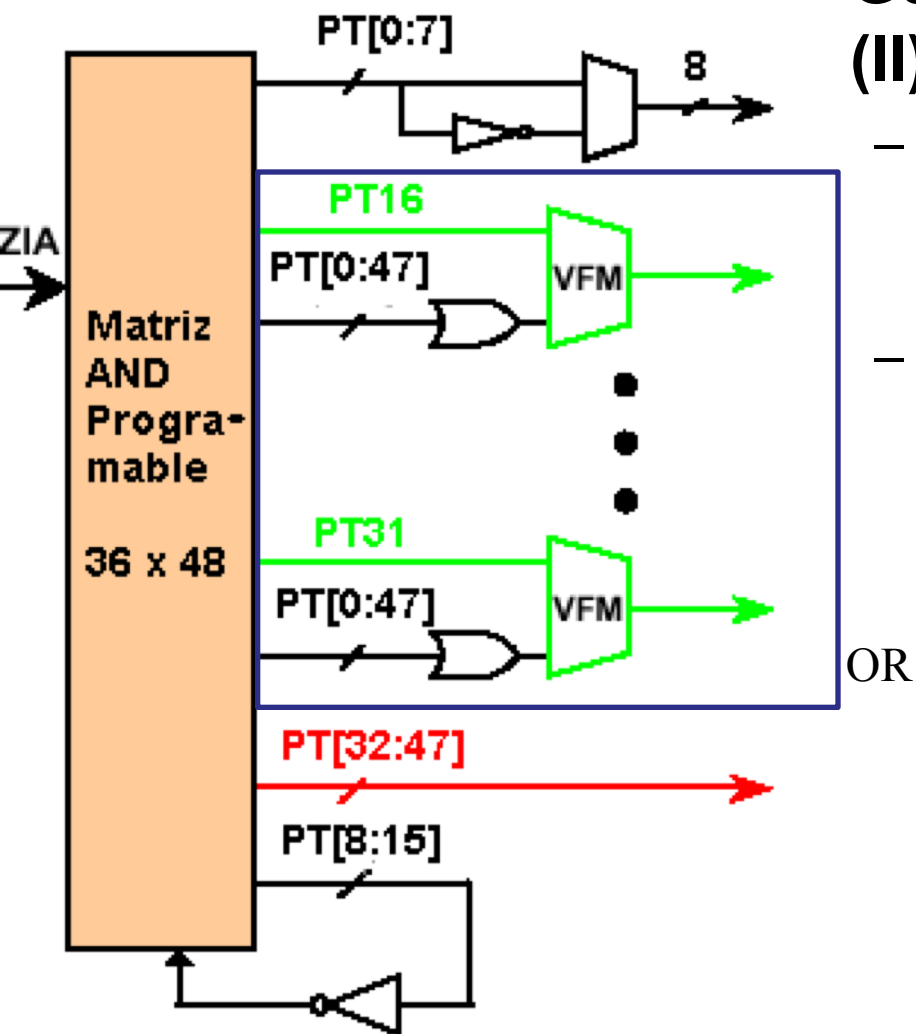 PT[0:7]
8
(II)
PT16
ZIA
PT[0:47]
VFM
Matriz
AND
Progra-
mable
36 x 48
PT31
PT[0:47]
VFM
OR
PT[32:47]
PT[8:15]